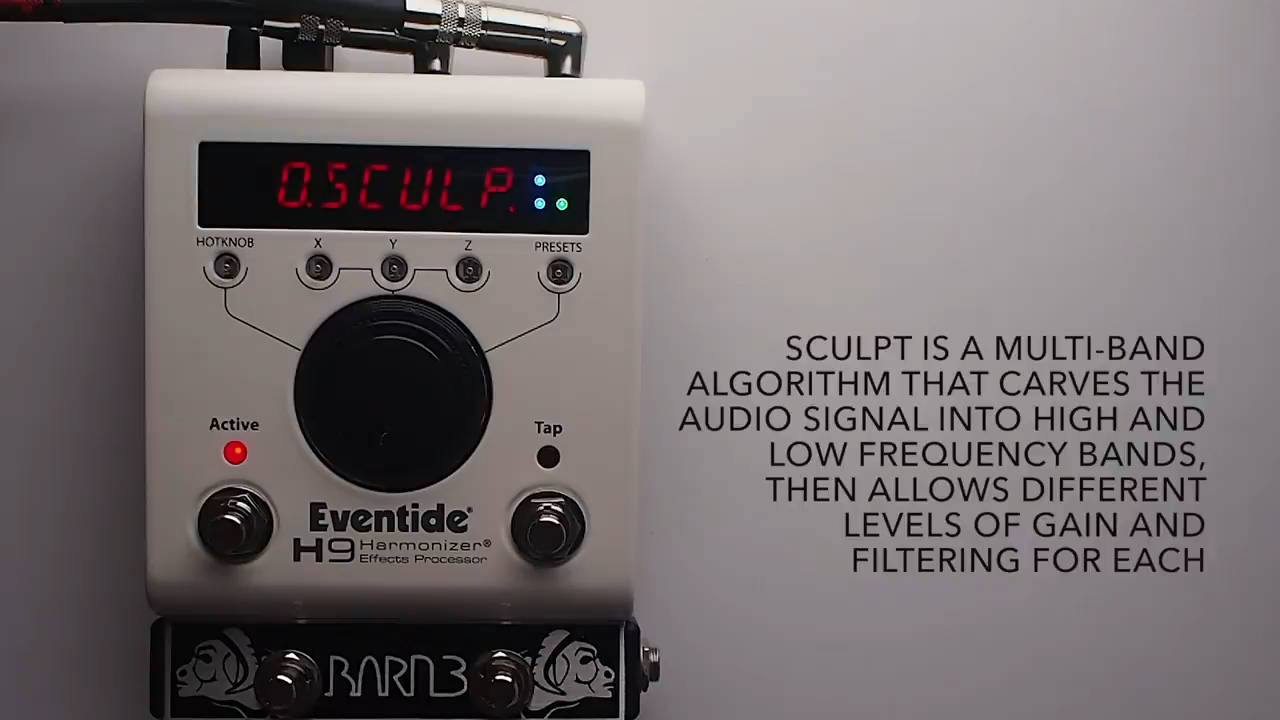 0.SCULP.
HOTKNOB X Y Z PRESETS
Active Tap
Eventide®
H9 Harmonizer®
Effects Processor
BARN3
SCULPT IS A MULTI-BAND
ALGORITHM THAT CARVES THE
AUDIO SIGNAL INTO HIGH AND
LOW FREQUENCY BANDS,
THEN ALLOWS DIFFERENT
LEVELS OF GAIN AND
FILTERING FOR EACH